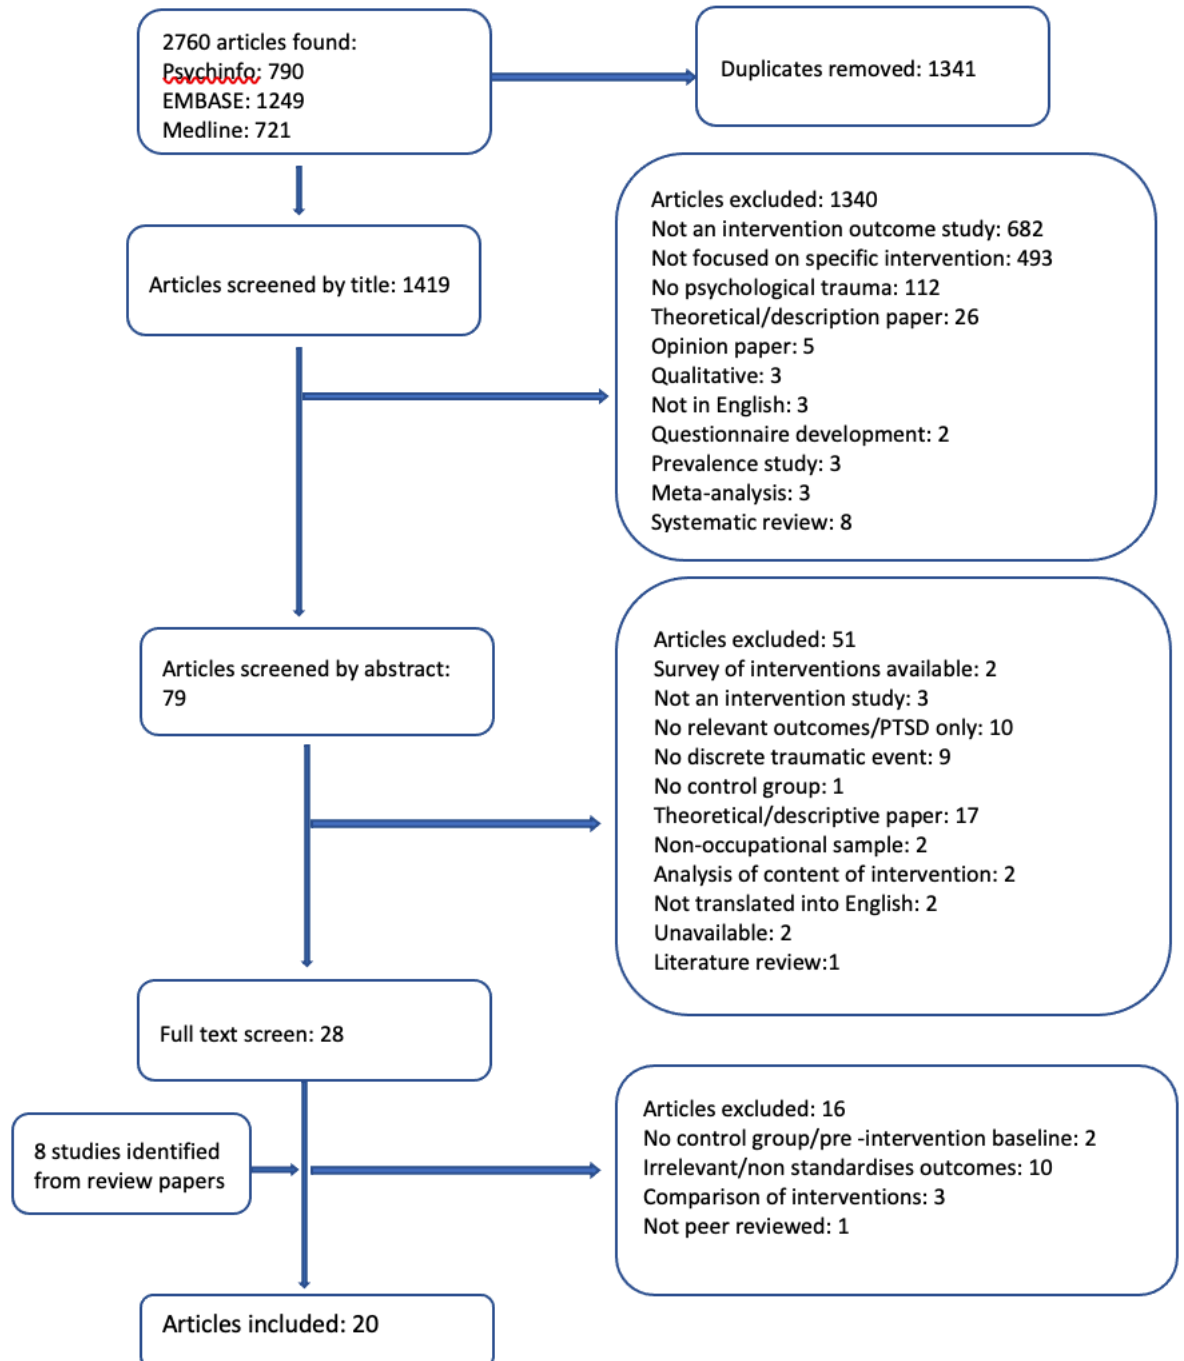 2760 articles found:
Psychinfo: 790
EMBASE: 1249
Medline: 721
Duplicates removed: 1341
Articles screened by title: 1419
Articles excluded: 1340
Not an intervention outcome study: 682
Not focused on specific intervention: 493
No psychological trauma: 112
Theoretical/description paper: 26
Opinion paper: 5
Qualitative: 3
Not in English: 3
Questionnaire development: 2
Prevalence study: 3
Meta-analysis: 3
Systematic review: 8
Articles screened by abstract:
79
Articles excluded: 51
Survey of interventions available: 2
Not an intervention study: 3
No relevant outcomes/PTSD only: 10
No discrete traumatic event: 9
No control group: 1
Theoretical/descriptive paper: 17
Non-occupational sample: 2
Analysis of content of intervention: 2
Not translated into English: 2
Unavailable: 2
Literature review:1
Full text screen: 28
8 studies identified
from review papers
Articles excluded: 16
No control group/pre -intervention baseline: 2
Irrelevant/non standardises outcomes: 10
Comparison of interventions: 3
Not peer reviewed: 1
Articles included: 20